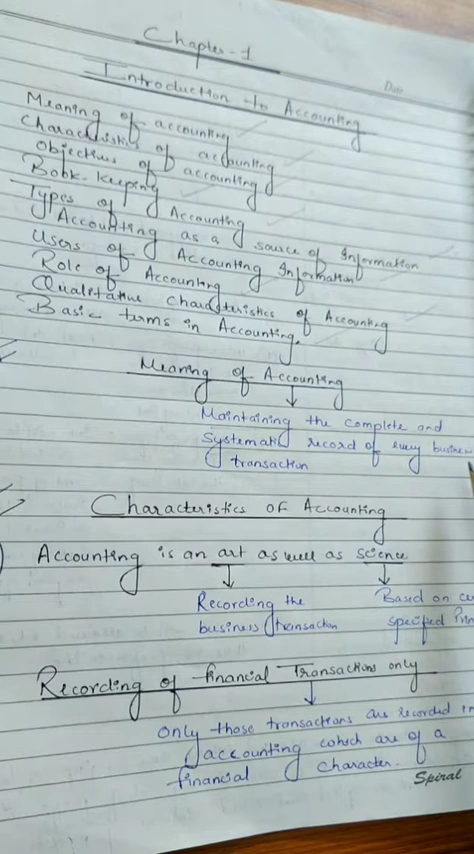 Chapter-1
Date
Introduction to Accounting
Meaning of accounting
Characteristics of accounting
Objectives of accounting
Book-keeping
Types of Accounting
Accounting as a source of Information
Users of Accounting Information
Role of Accounting
Qualitative characteristics of Accounting
Basic terms in Accounting.
Meaning of Accounting
Maintaining the complete and
systematic record of every business
transaction
Characteristics OF Accounting
Accounting is an art as well as science
Recording the
business transaction
Based on
specified
Recording of financial Transactions only
Only those transactions are recorded in
accounting which are of a
financial character.
Spiral